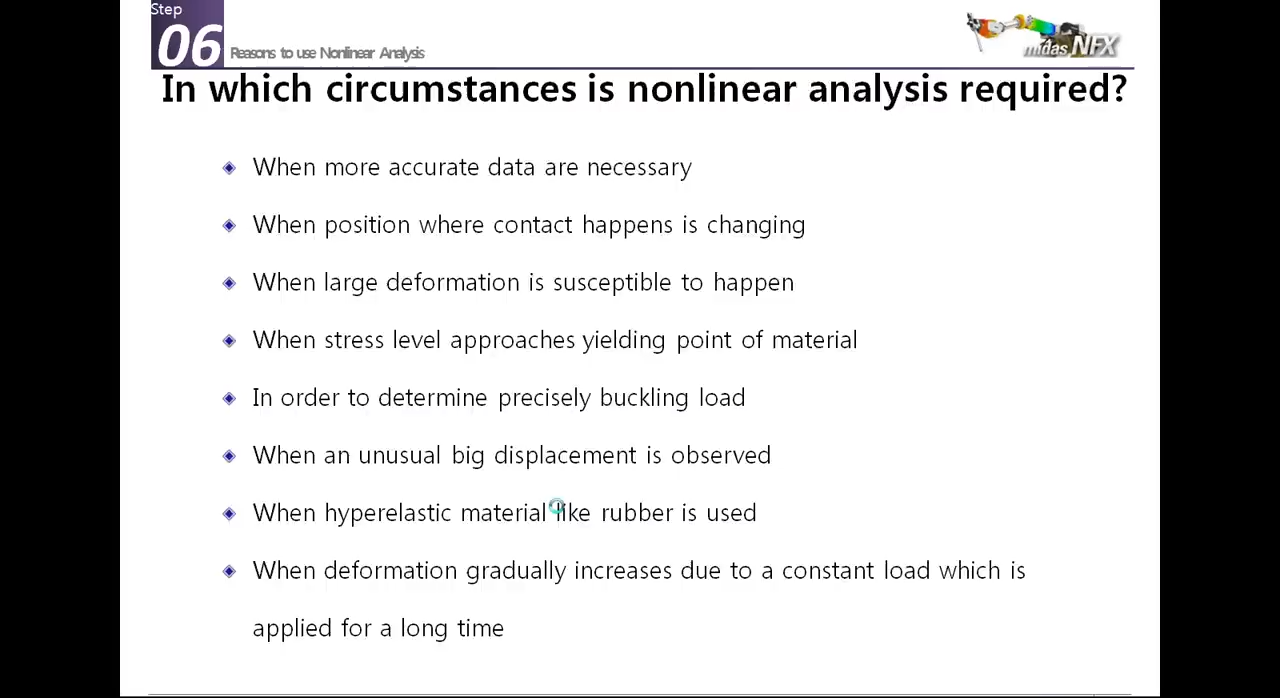 Step
06
Reasons to use Nonlinear Analysis
midas NFX
In which circumstances is nonlinear analysis required?
When more accurate data are necessary
When position where contact happens is changing
When large deformation is susceptible to happen
When stress level approaches yielding point of material
In order to determine precisely buckling load
When an unusual big displacement is observed
When hyperelastic material like rubber is used
When deformation gradually increases due to a constant load which is
applied for a long time